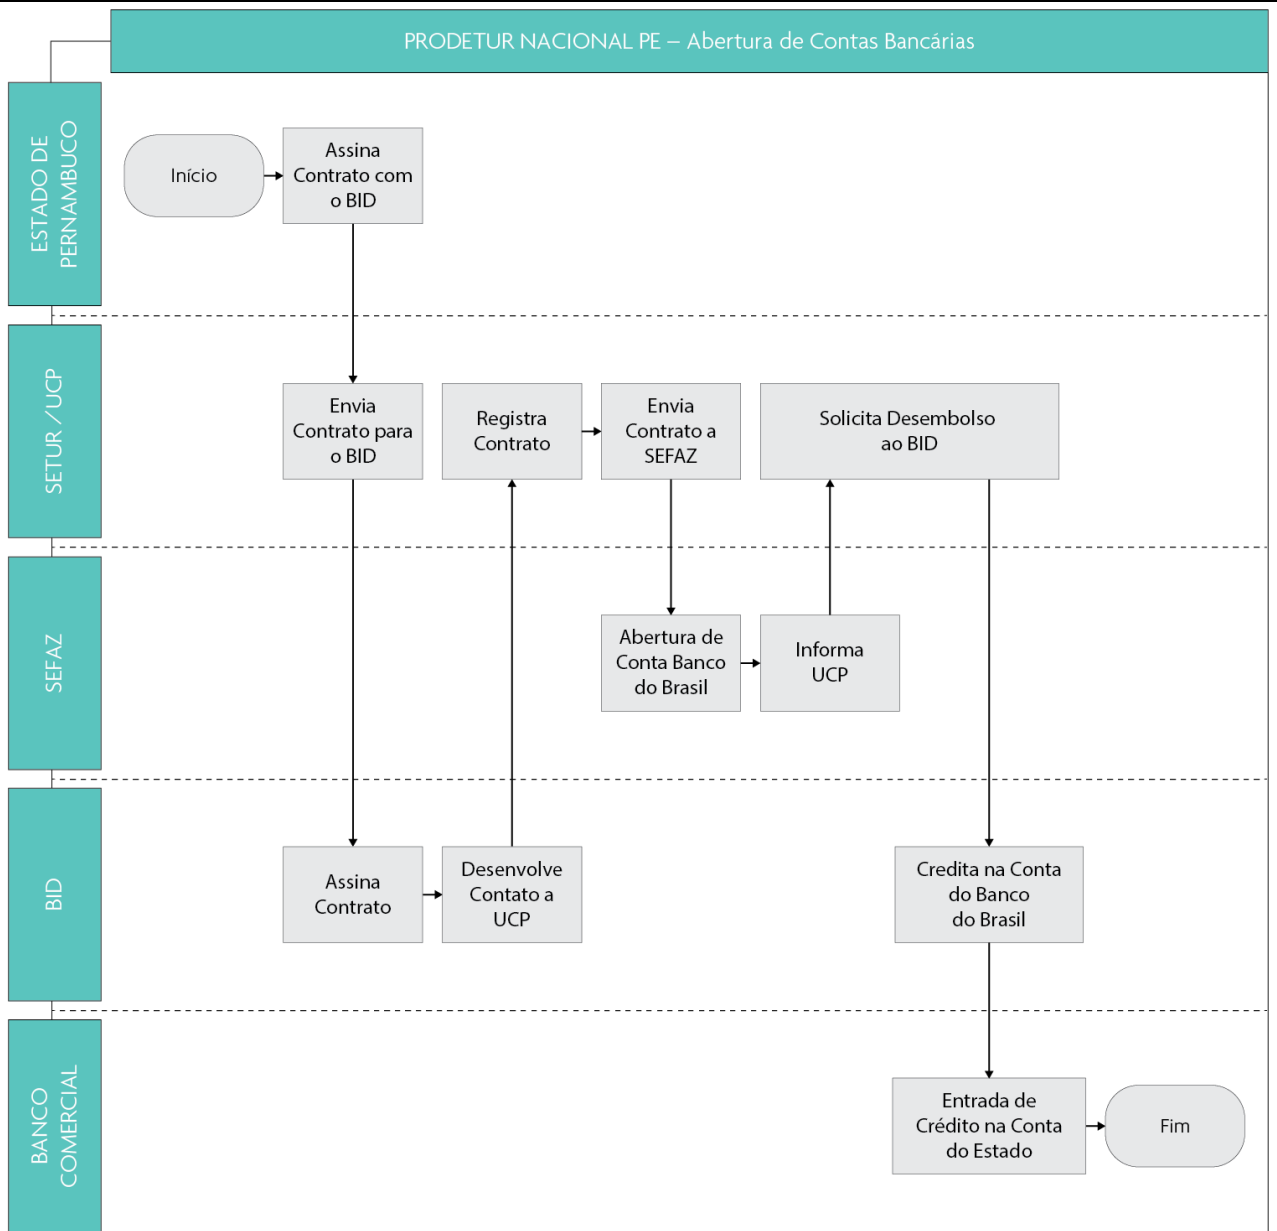 PRODETUR NACIONAL PE – Abertura de Contas Bancárias
ESTADO DE
PERNAMBUCO
Início
Assina
Contrato com
o BID
SETUR /UCP
Envia
Contrato para
o BID
Registra
Contrato
Envia
Contrato a
SEFAZ
Solicita Desembolso
ao BID
SEFAZ
Abertura de
Conta Banco
do Brasil
Informa
UCP
BID
Assina
Contrato
Desenvolve
Contato a
UCP
Credita na Conta
do Banco
do Brasil
BANCO
COMERCIAL
Entrada de
Crédito na Conta
do Estado
Fim